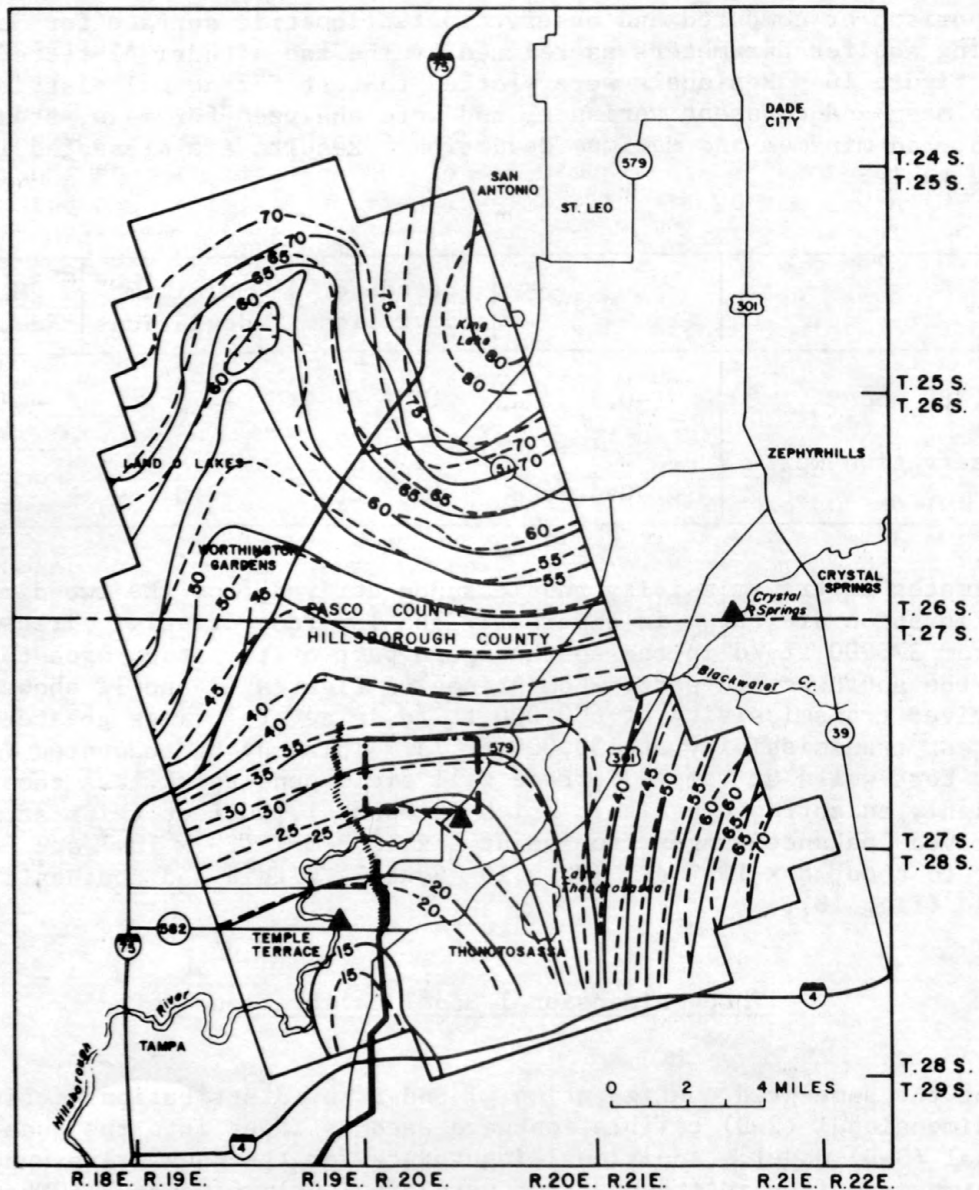 75
DADE
CITY
579
T. 24 S.
T. 25 S.
SAN
ANTONIO
ST. LEO
70
70
65
65
75
60
301
King
Lake
80
80
60
75
T. 25 S.
T. 26 S.
70
70
ZEPHYRHILLS
LAND O LAKES
65
65
60
60
55
55
WORTHINGTON
GARDENS
50
50
45
CRYSTAL
SPRINGS
Crystal
Springs
PASCO COUNTY
HILLSBOROUGH COUNTY
T. 26 S.
T. 27 S.
45
40
40
Blackwater Cr.
39
35
35
579
301
40
45
50
55
60
65
60
65
70
30
30
25
25
T. 27 S.
T. 28 S.
Lake
Thonotosassa
20
20
582
75
TEMPLE
TERRACE
15
15
THONOTOSASSA
4
Hillsborough River
TAMPA
T. 28 S.
T. 29 S.
0 2 4 MILES
4
R.18 E. R.19 E. R.19 E. R. 20 E. R.20 E. R. 21 E. R. 21 E. R. 22 E.